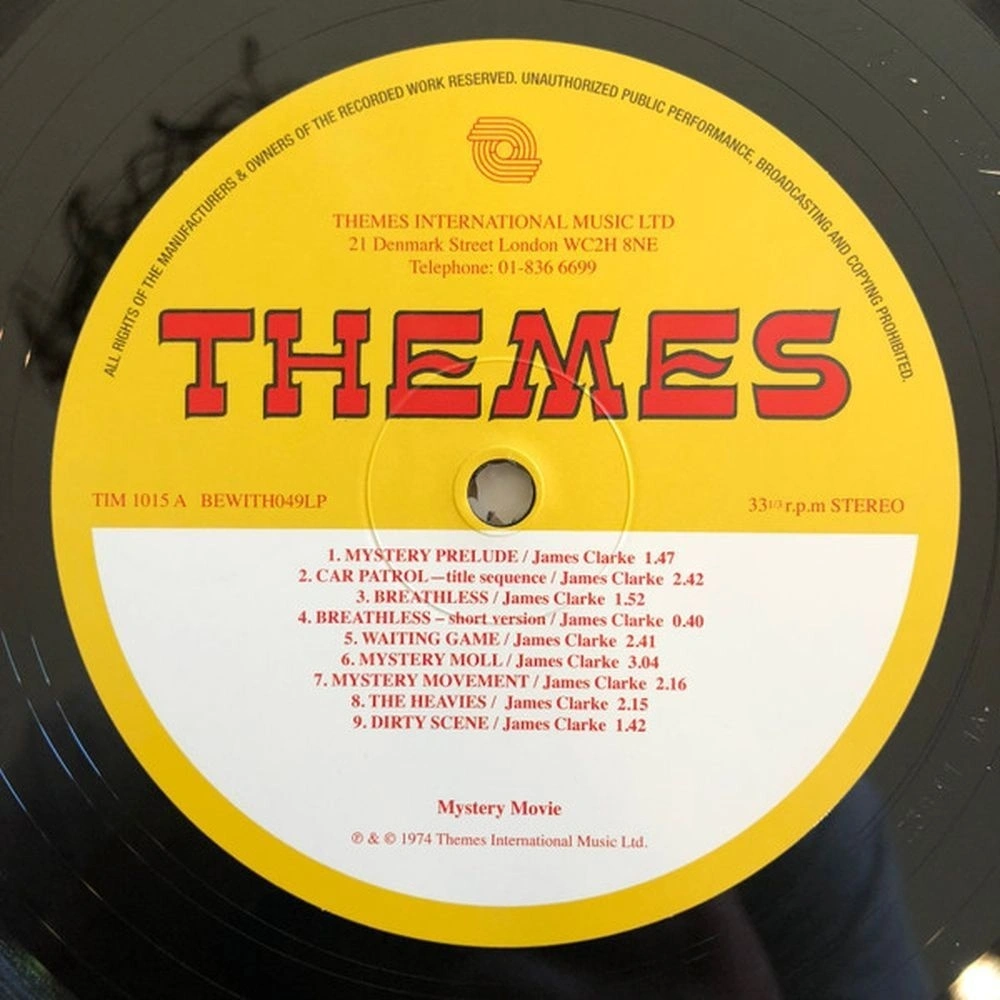 ALL RIGHTS OF THE MANUFACTURERS & OWNERS OF THE RECORDED WORK RESERVED. UNAUTHORIZED PUBLIC PERFORMANCE, BROADCASTING AND COPYING PROHIBITED.
THEMES INTERNATIONAL MUSIC LTD
21 Denmark Street London WC2H 8NE
Telephone: 01-836 6699
THEMES
TIM 1015 A BEWITH049LP
33 1/3 r.p.m STEREO
1. MYSTERY PRELUDE / James Clarke 1.47
2. CAR PATROL—title sequence / James Clarke 2.42
3. BREATHLESS / James Clarke 1.52
4. BREATHLESS – short version / James Clarke 0.40
5. WAITING GAME / James Clarke 2.41
6. MYSTERY MOLL / James Clarke 3.04
7. MYSTERY MOVEMENT / James Clarke 2.16
8. THE HEAVIES / James Clarke 2.15
9. DIRTY SCENE / James Clarke 1.42
Mystery Movie
℗ & © 1974 Themes International Music Ltd.